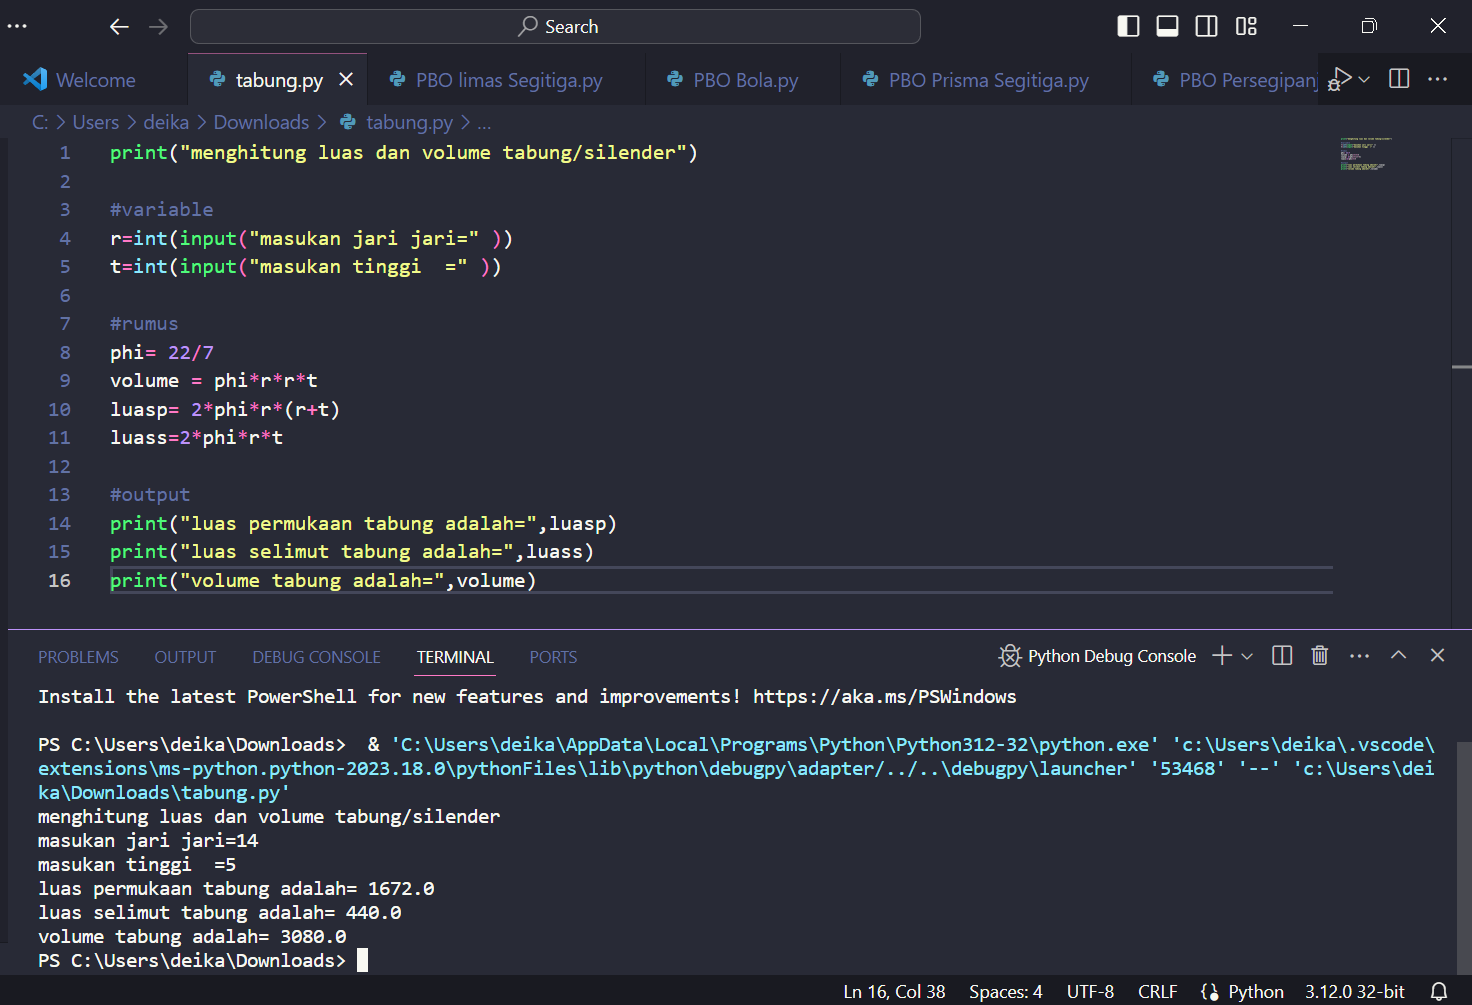 Search
Welcome tabung.py PBO limas Segitiga.py PBO Bola.py PBO Prisma Segitiga.py PBO Persegipanj
C: > Users > deika > Downloads > tabung.py > ...
1 print("menghitung luas dan volume tabung/silender")
2
3 #variable
4 r=int(input("masukan jari jari=" ))
5 t=int(input("masukan tinggi  =" ))
6
7 #rumus
8 phi= 22/7
9 volume = phi*r*r*t
10 luasp= 2*phi*r*(r+t)
11 luass=2*phi*r*t
12
13 #output
14 print("luas permukaan tabung adalah=",luasp)
15 print("luas selimut tabung adalah=",luass)
16 print("volume tabung adalah=",volume)
PROBLEMS OUTPUT DEBUG CONSOLE TERMINAL PORTS Python Debug Console
Install the latest PowerShell for new features and improvements! https://aka.ms/PSWindows
PS C:\Users\deika\Downloads>  & 'C:\Users\deika\AppData\Local\Programs\Python\Python312-32\python.exe' 'c:\Users\deika\.vscode\
extensions\ms-python.python-2023.18.0\pythonFiles\lib\python\debugpy\adapter/../..\debugpy\launcher' '53468' '--' 'c:\Users\dei
ka\Downloads\tabung.py'
menghitung luas dan volume tabung/silender
masukan jari jari=14
masukan tinggi  =5
luas permukaan tabung adalah= 1672.0
luas selimut tabung adalah= 440.0
volume tabung adalah= 3080.0
PS C:\Users\deika\Downloads>
Ln 16, Col 38 Spaces: 4 UTF-8 CRLF Python 3.12.0 32-bit